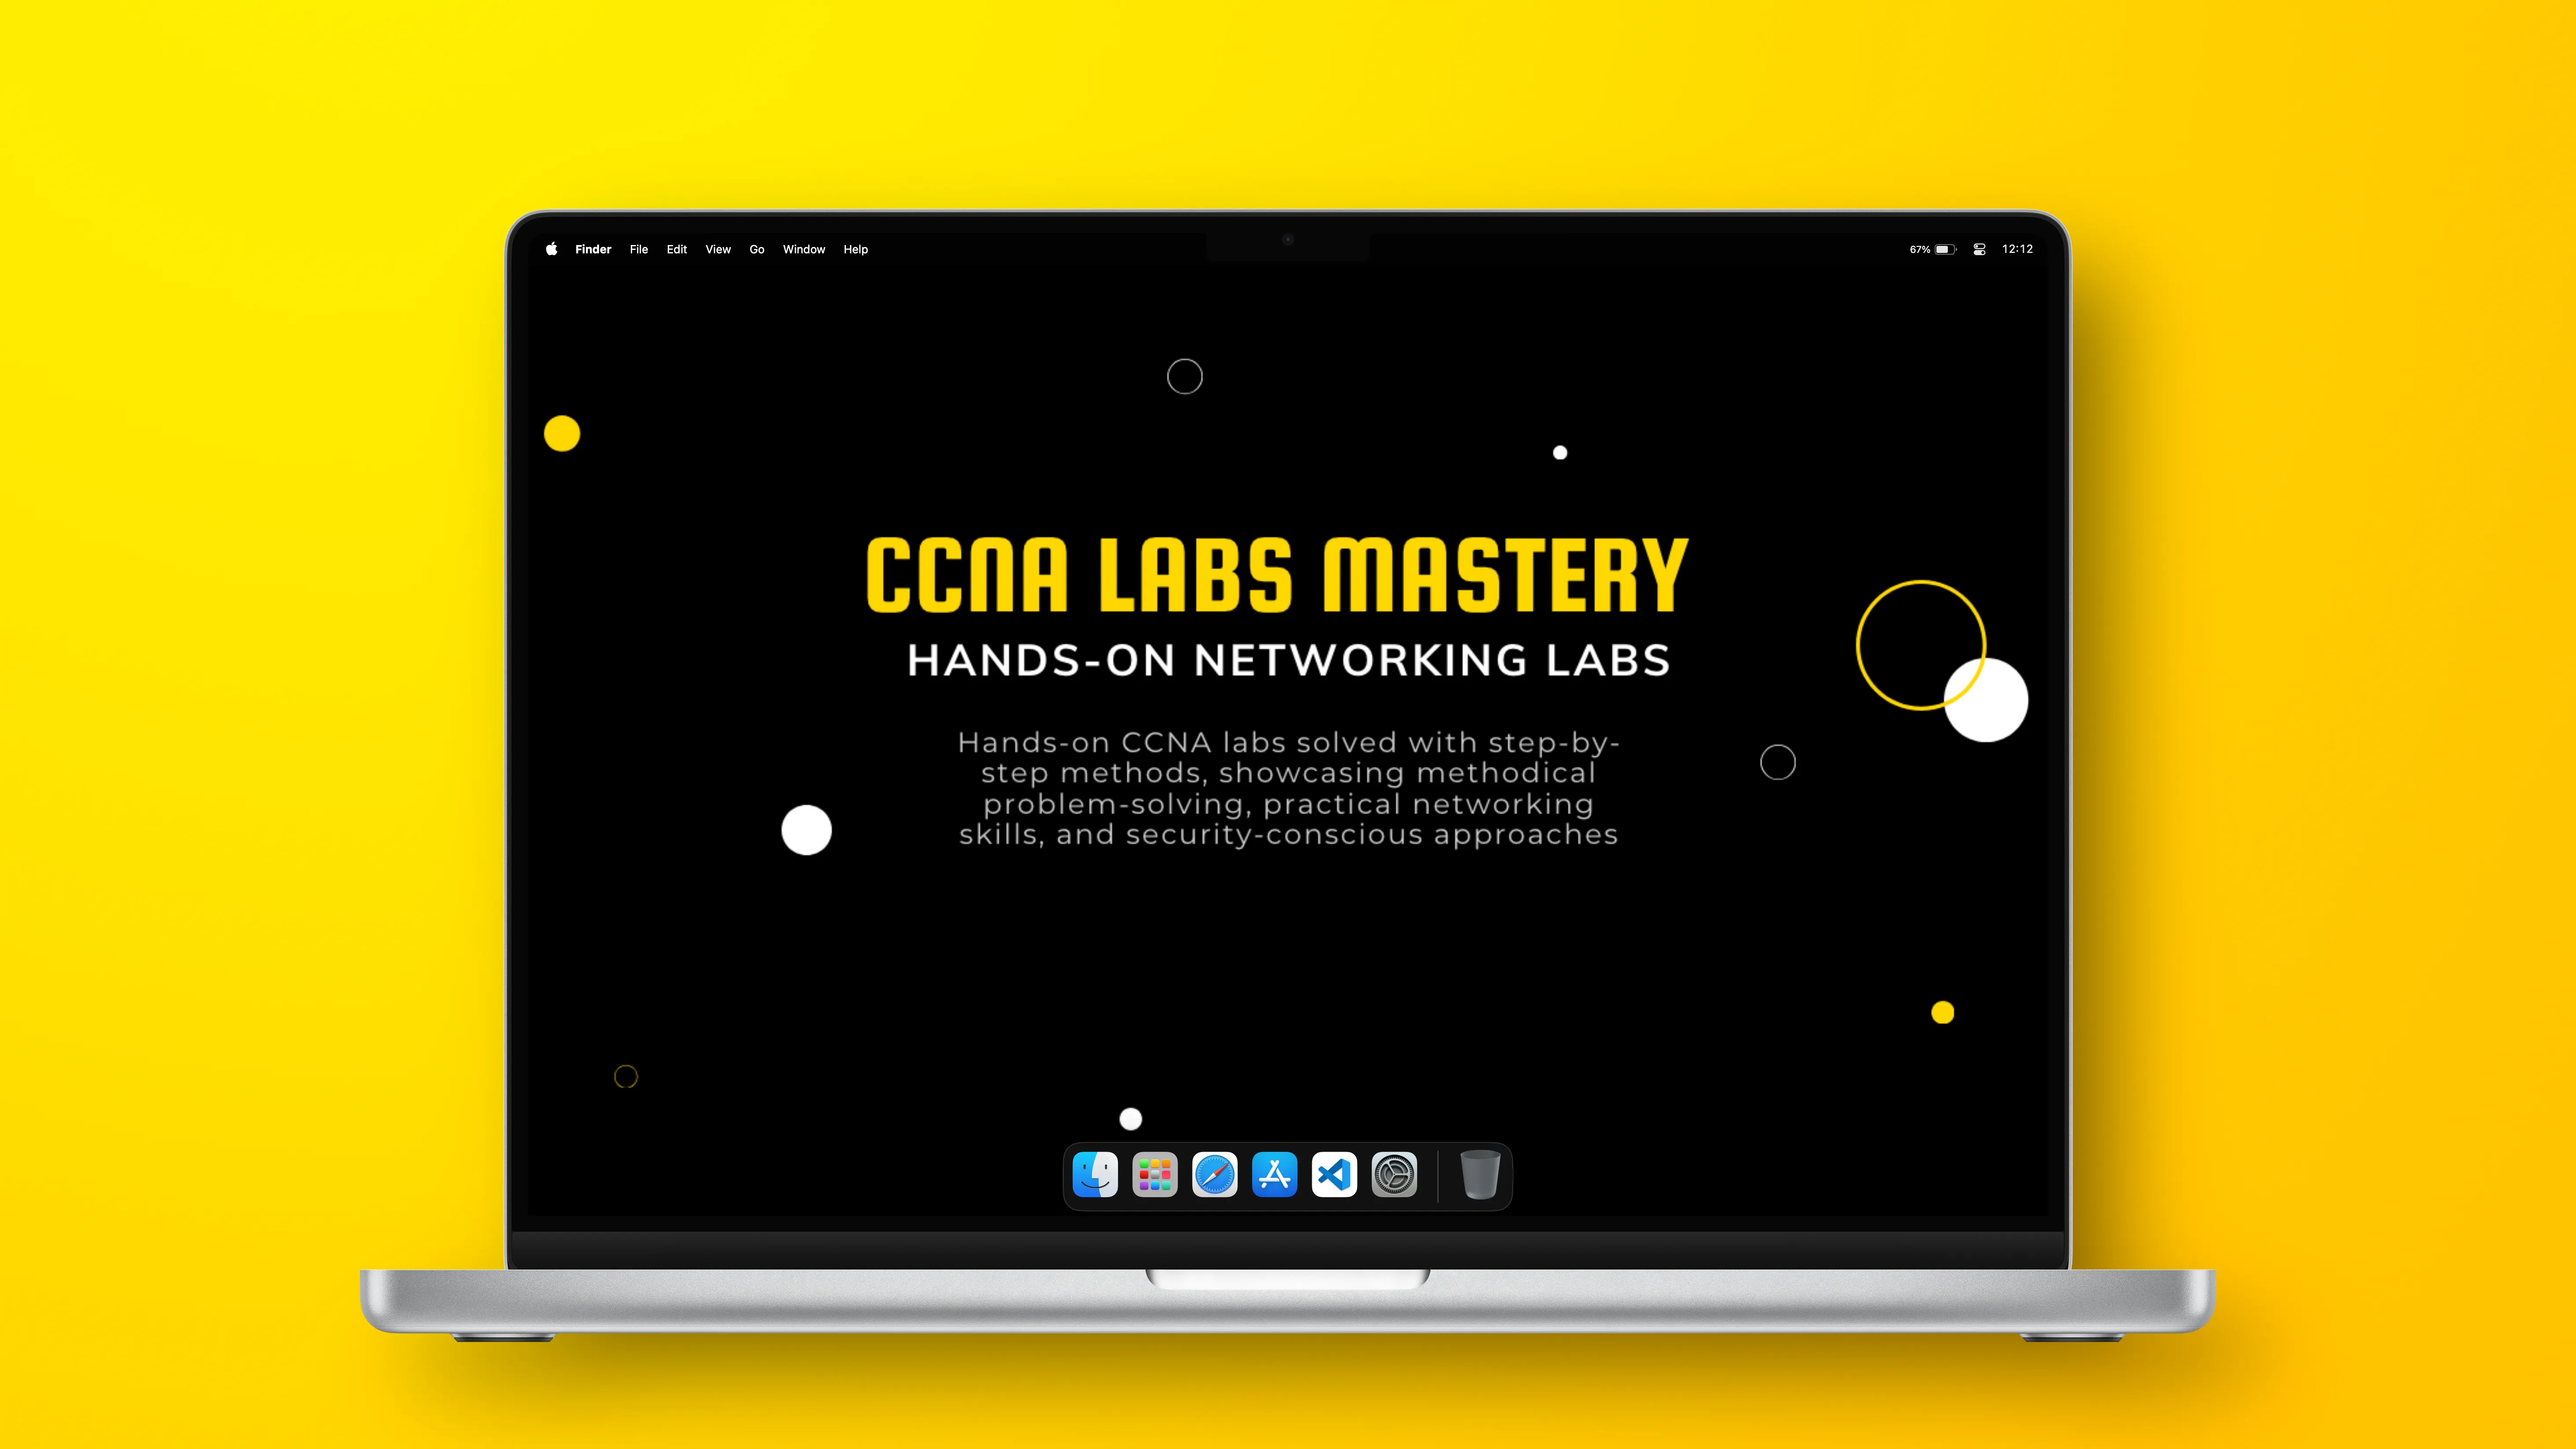 Finder File Edit View Go Window Help 67% 12:12
CCNA LABS MASTERY
HANDS-ON NETWORKING LABS
Hands-on CCNA labs solved with step-by-
step methods, showcasing methodical
problem-solving, practical networking
skills, and security-conscious approaches